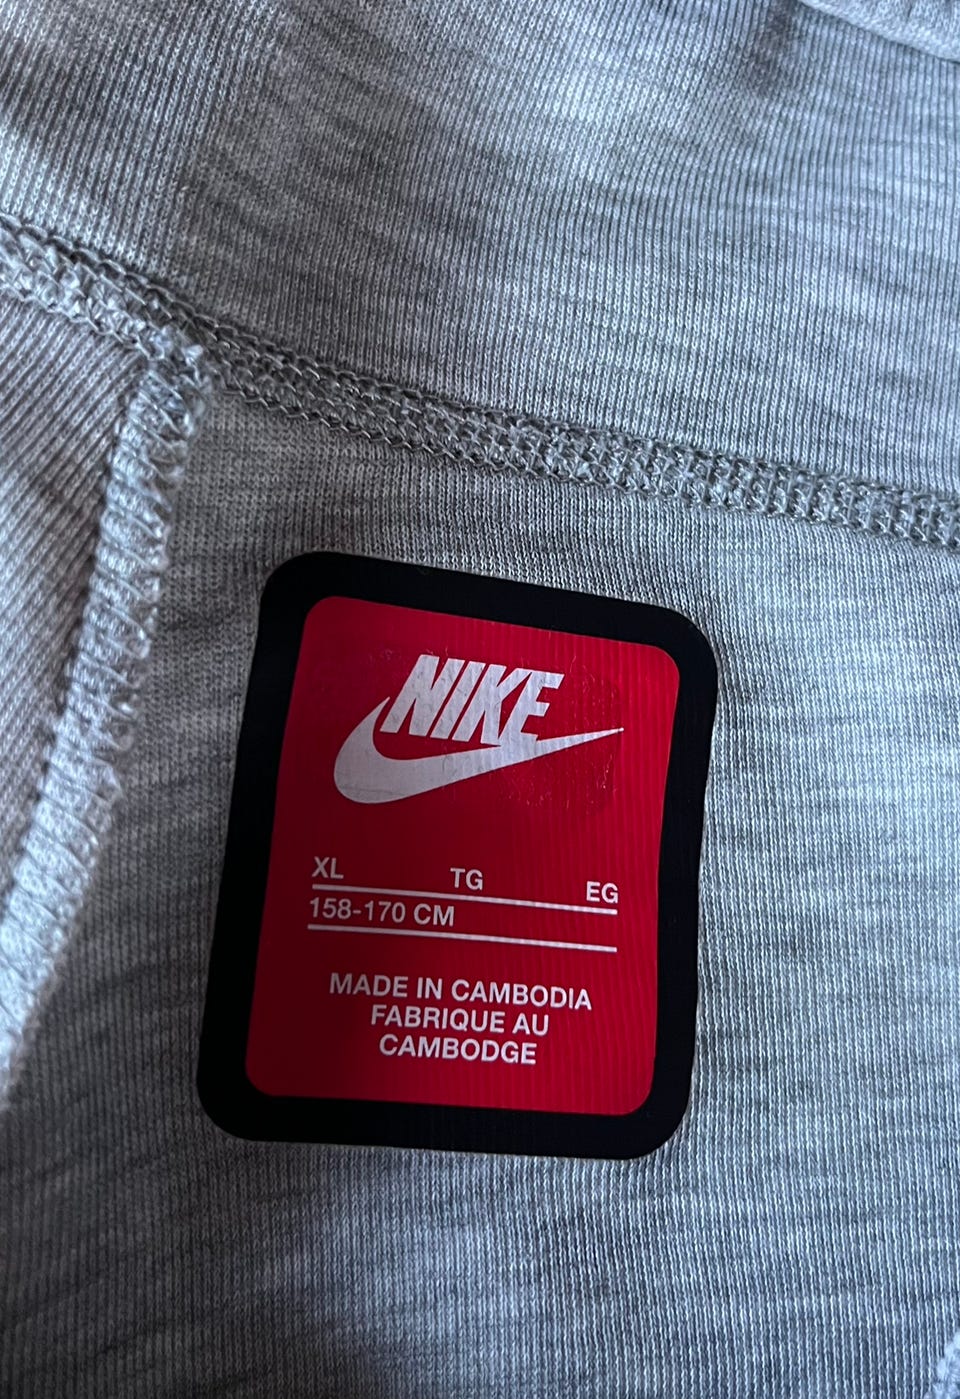 NIKE
XL TG EG
158-170 CM
MADE IN CAMBODIA
FABRIQUE AU
CAMBODGE